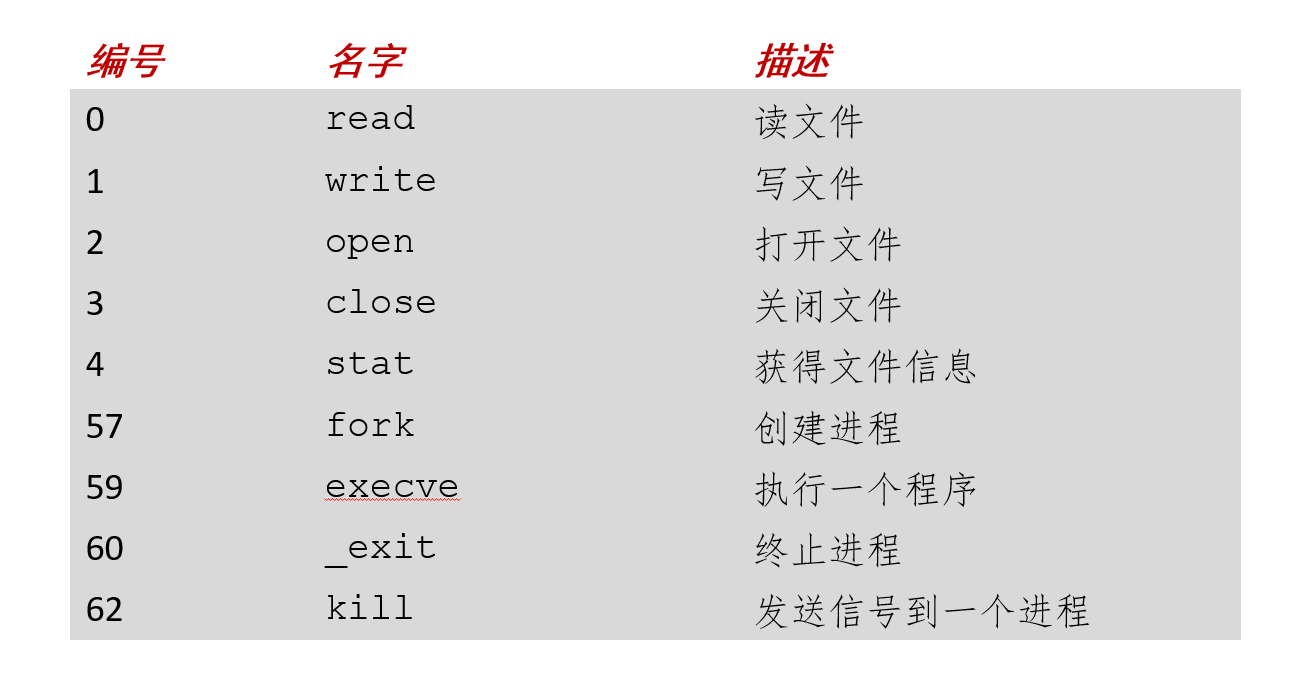 编号 名字 描述
0 read 读文件
1 write 写文件
2 open 打开文件
3 close 关闭文件
4 stat 获得文件信息
57 fork 创建进程
59 execve 执行一个程序
60 _exit 终止进程
62 kill 发送信号到一个进程